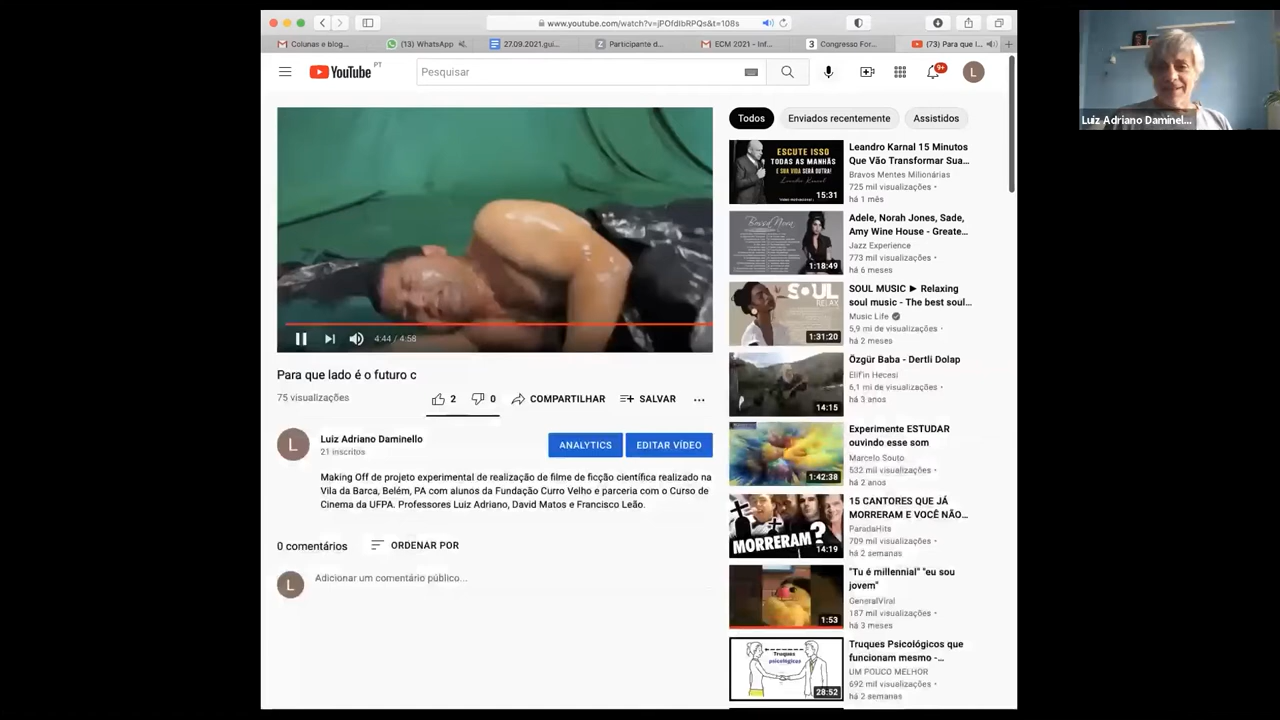 www.youtube.com/watch?v=jPOfdIbRPQs&t=108s
Colunas e blog...
(13) WhatsApp
27.09.2021.gui...
Participante d...
ECM 2021 - Inf...
Congresso For...
(73) Para que l...
YouTube PT
Pesquisar
9+
L
Luiz Adriano Daminel...
Todos
Enviados recentemente
Assistidos
4:44 / 4:58
Para que lado é o futuro c
75 visualizações
2
0
COMPARTILHAR
SALVAR
L
Luiz Adriano Daminello
21 inscritos
ANALYTICS
EDITAR VÍDEO
Making Off de projeto experimental de realização de filme de ficção científica realizado na
Vila da Barca, Belém, PA com alunos da Fundação Curro Velho e parceria com o Curso de
Cinema da UFPA. Professores Luiz Adriano, David Matos e Francisco Leão.
0 comentários
ORDENAR POR
L
Adicionar um comentário público...
ESCUTE ISSO
TODAS AS MANHÃS
E SUA VIDA SERÁ OUTRA!
Leandro Karnal
15:31
Leandro Karnal 15 Minutos
Que Vão Transformar Sua...
Bravos Mentes Milionárias
725 mil visualizações •
há 1 mês
Bossa Nova
1:18:49
Adele, Norah Jones, Sade,
Amy Wine House - Greate...
Jazz Experience
773 mil visualizações •
há 6 meses
SOUL
RELAX
1:31:20
SOUL MUSIC ► Relaxing
soul music - The best soul...
Music Life
5,9 mi de visualizações •
há 2 meses
14:15
Özgür Baba - Dertli Dolap
Elif'in Hecesi
6,1 mi de visualizações •
há 3 anos
1:42:38
Experimente ESTUDAR
ouvindo esse som
Marcelo Souto
532 mil visualizações •
há 2 anos
MORRERAM?
14:19
15 CANTORES QUE JÁ
MORRERAM E VOCÊ NÃO...
ParadaHits
709 mil visualizações •
há 2 semanas
1:53
"Tu é millennial" "eu sou
jovem"
GeneralViral
187 mil visualizações •
há 3 meses
Truques
psicológicos
28:52
Truques Psicológicos que
funcionam mesmo -...
UM POUCO MELHOR
692 mil visualizações •
há 2 semanas